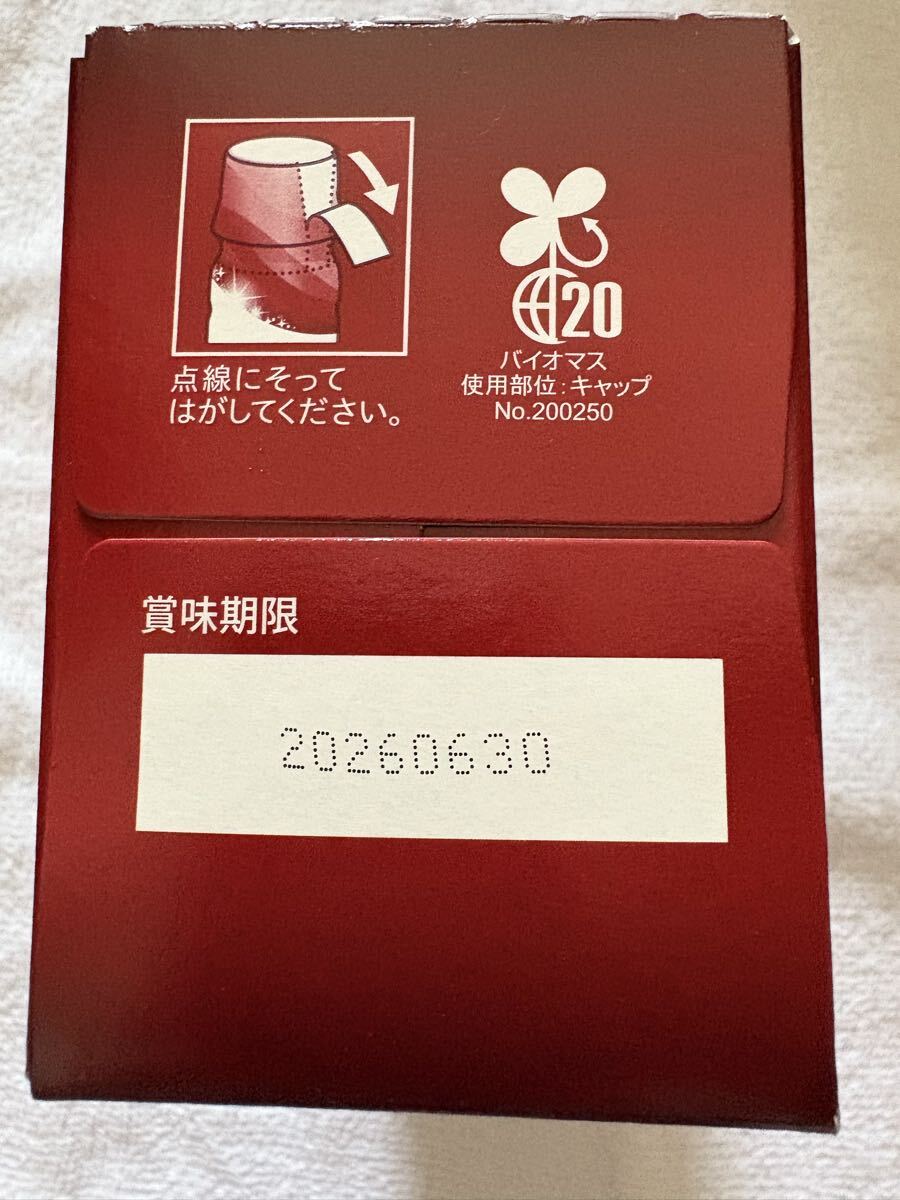 点線にそって
はがしてください。
20
バイオマス
使用部位:キャップ
No.200250
賞味期限
20260630